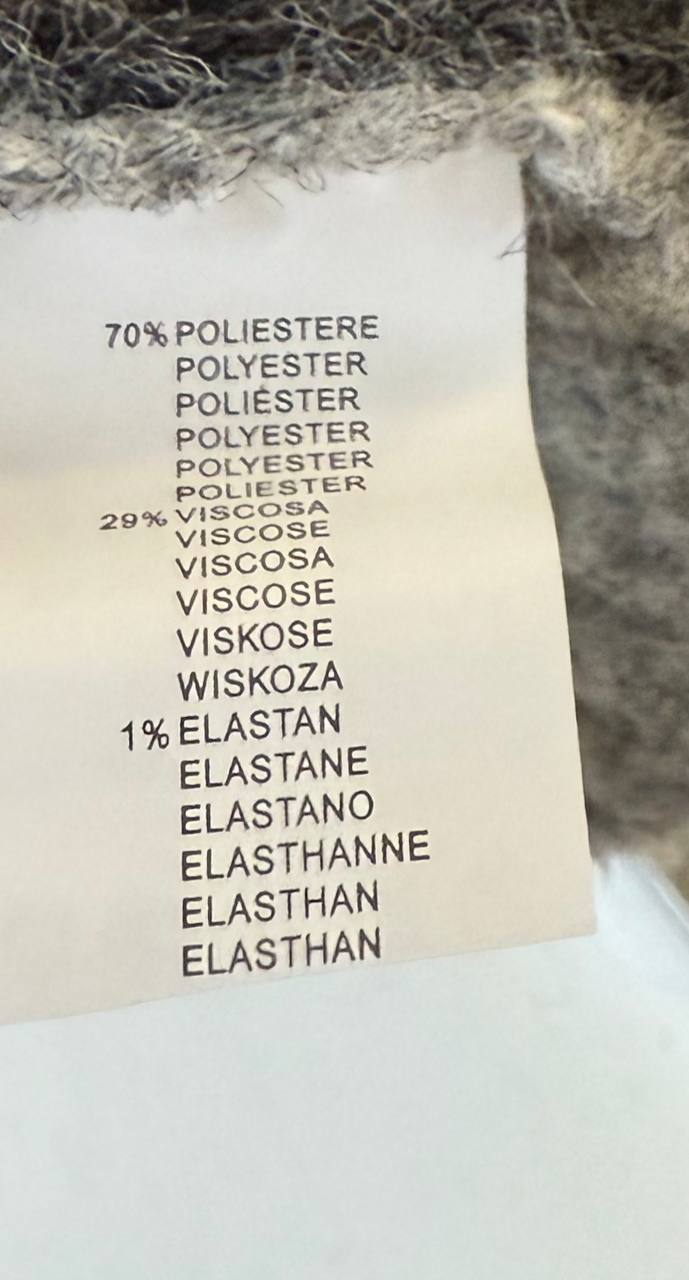 70% POLIESTERE
POLYESTER
POLIÉSTER
POLYESTER
POLYESTER
POLIESTER
29% VISCOSA
VISCOSE
VISCOSA
VISCOSE
VISKOSE
WISKOZA
1% ELASTAN
ELASTANE
ELASTANO
ELASTHANNE
ELASTHAN
ELASTHAN